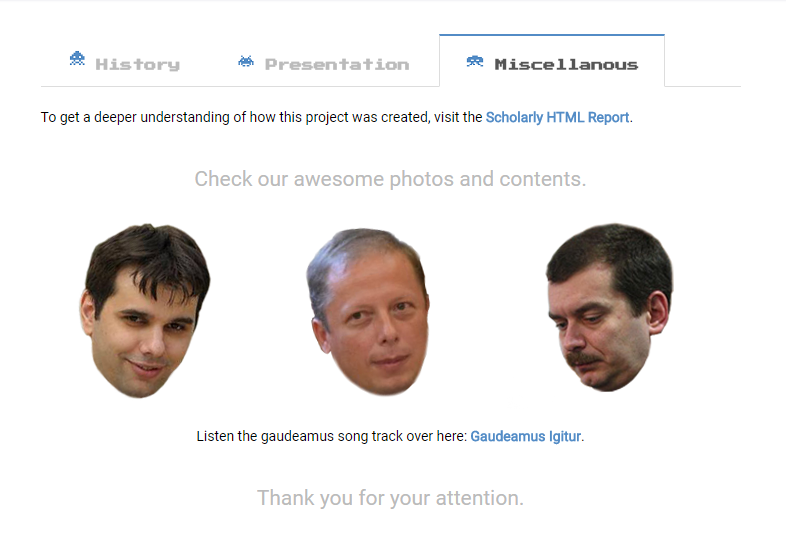 History Presentation Miscellanous
To get a deeper understanding of how this project was created, visit the Scholarly HTML Report.
Check our awesome photos and contents.
Listen the gaudeamus song track over here: Gaudeamus Igitur.
Thank you for your attention.